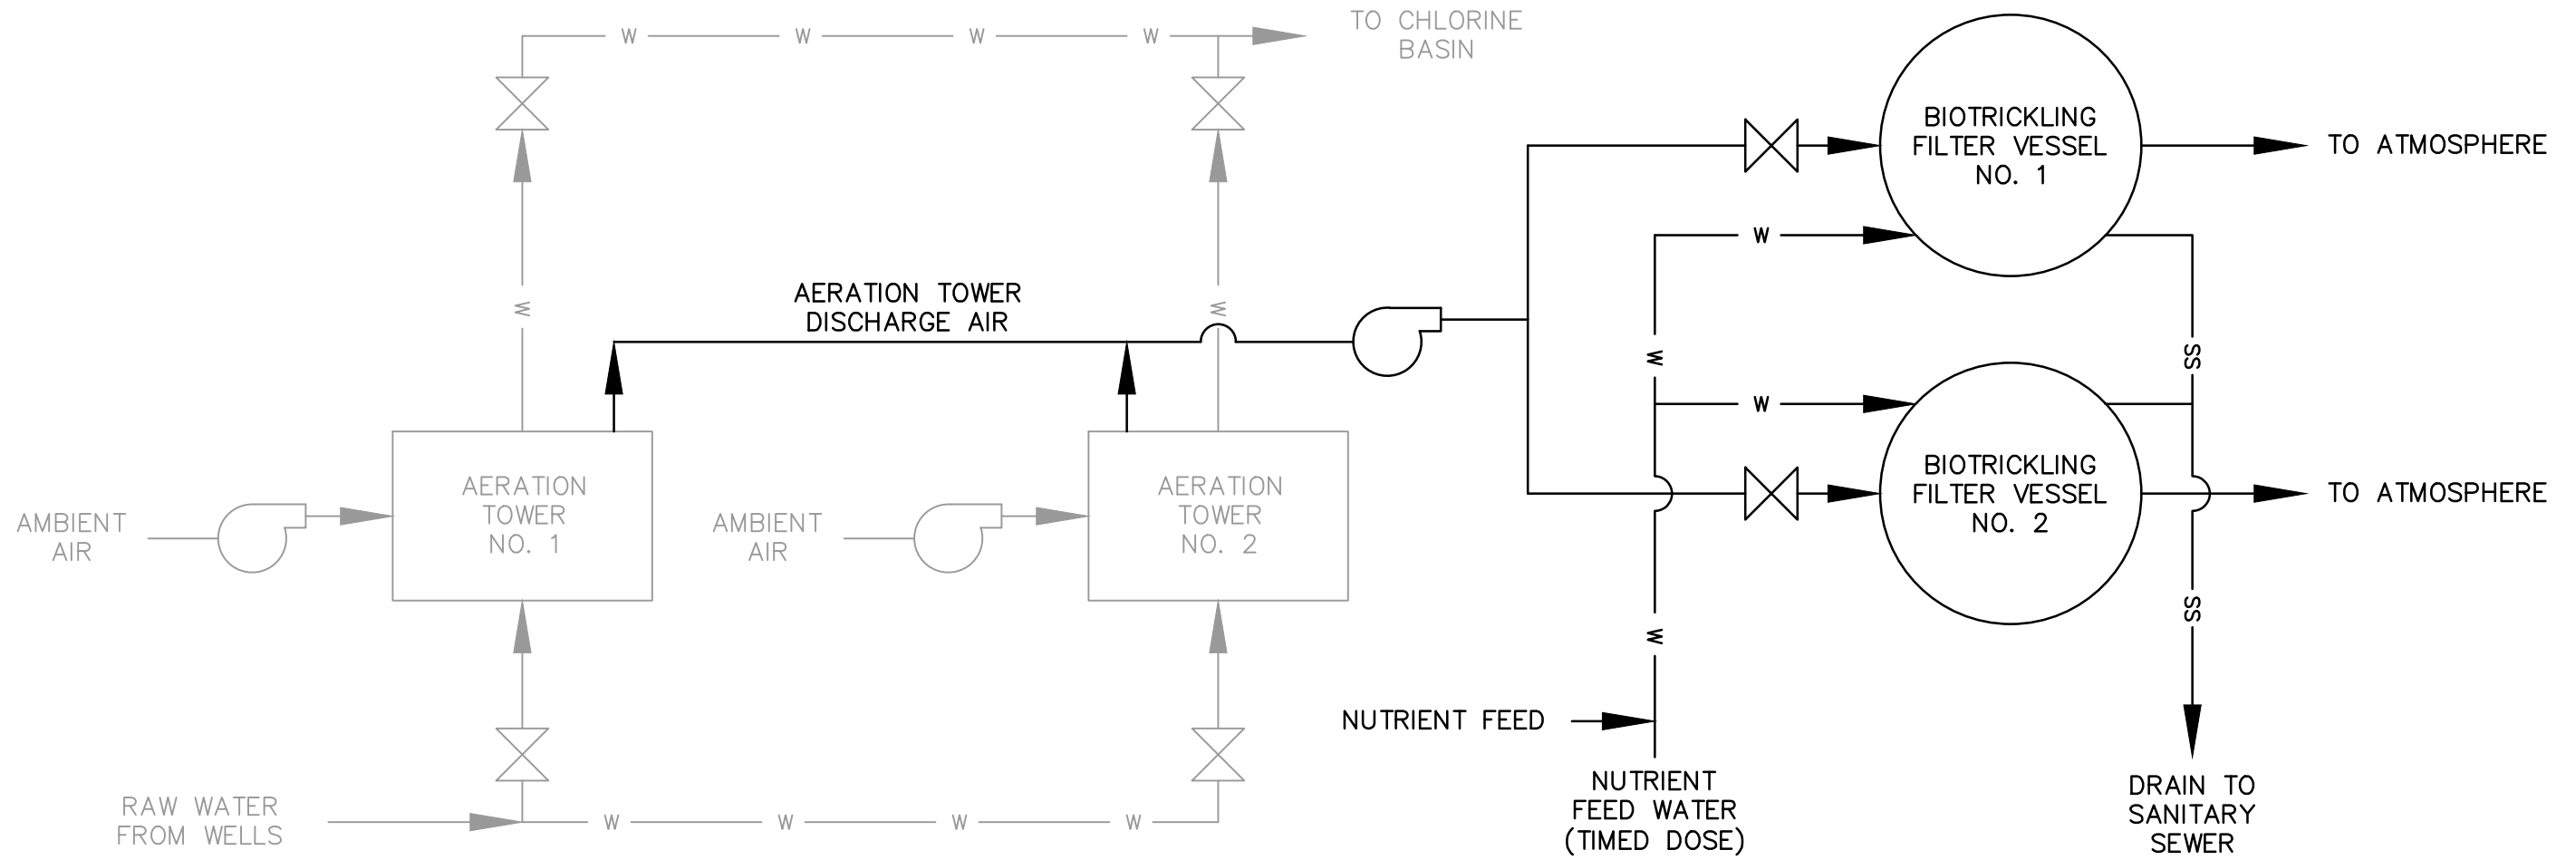 TO CHLORINE
BASIN
W W W W
BIOTRICKLING
FILTER VESSEL
NO. 1
TO ATMOSPHERE
W
W
W
AERATION TOWER
DISCHARGE AIR
W
SS
W
BIOTRICKLING
FILTER VESSEL
NO. 2
TO ATMOSPHERE
AERATION
TOWER
NO. 1
AERATION
TOWER
NO. 2
AMBIENT
AIR
AMBIENT
AIR
SS
W
NUTRIENT FEED
NUTRIENT
FEED WATER
(TIMED DOSE)
DRAIN TO
SANITARY
SEWER
RAW WATER
FROM WELLS
W W W W